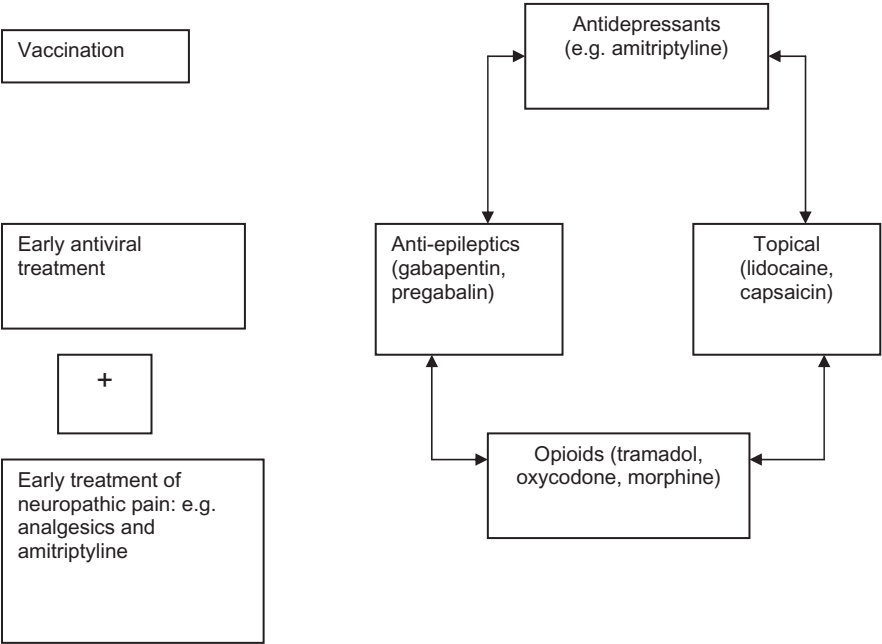 Vaccination
Early antiviral
treatment
+
Early treatment of
neuropathic pain: e.g.
analgesics and
amitriptyline
Antidepressants
(e.g. amitriptyline)
Anti-epileptics
(gabapentin,
pregabalin)
Topical
(lidocaine,
capsaicin)
Opioids (tramadol,
oxycodone, morphine)